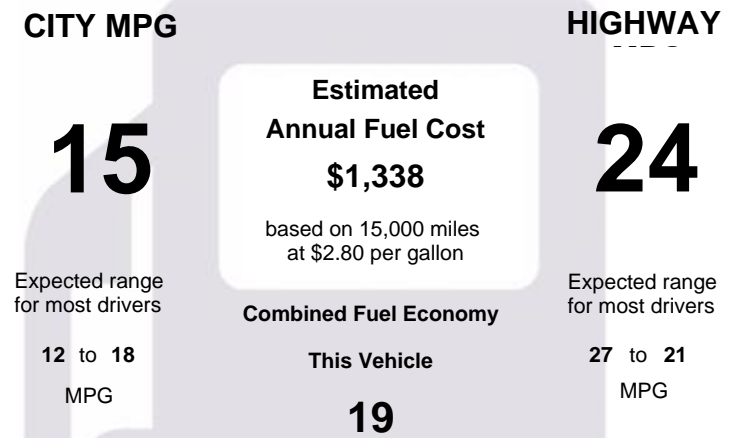 CITY MPG
15
Expected range
for most drivers
12 to 18
MPG
Estimated
Annual Fuel Cost
$1,338
based on 15,000 miles
at $2.80 per gallon
Combined Fuel Economy
This Vehicle
19
HIGHWAY
24
Expected range
for most drivers
27 to 21
MPG